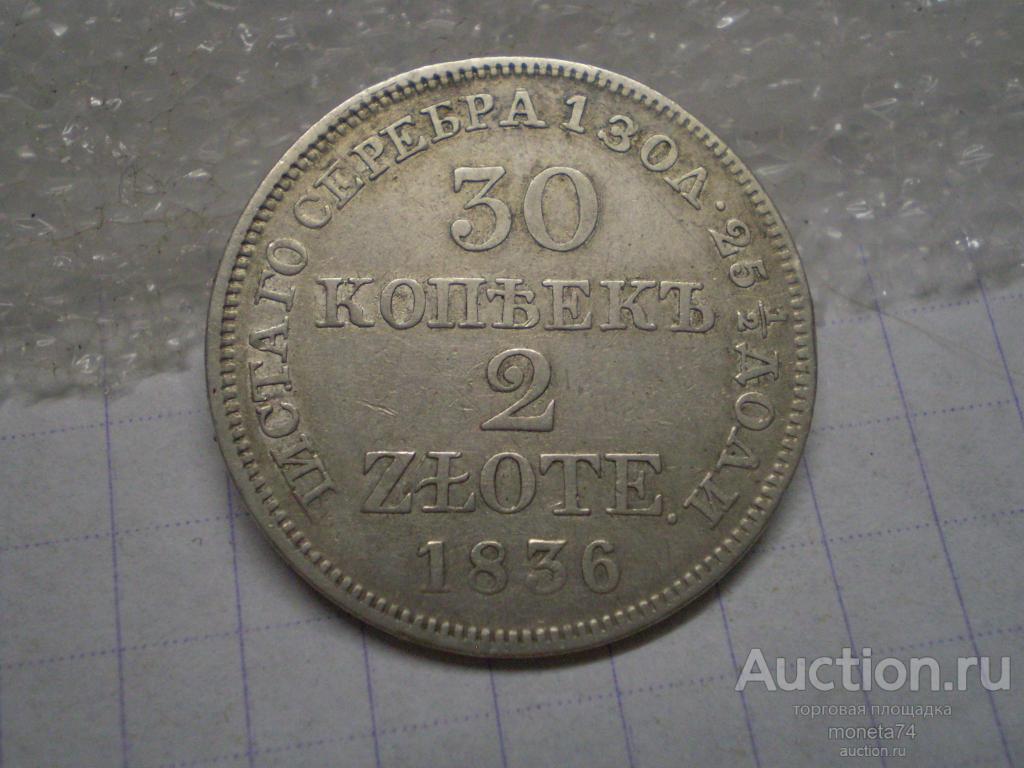 ЧИСТАГО СЕРЕБРА 1 ЗОЛ. 25 1/2 ДОЛИ
30
КОПѢЕКЪ
2
ZŁOTE.
1836
Auction.ru
торговая площадка
moneta74
auction.ru